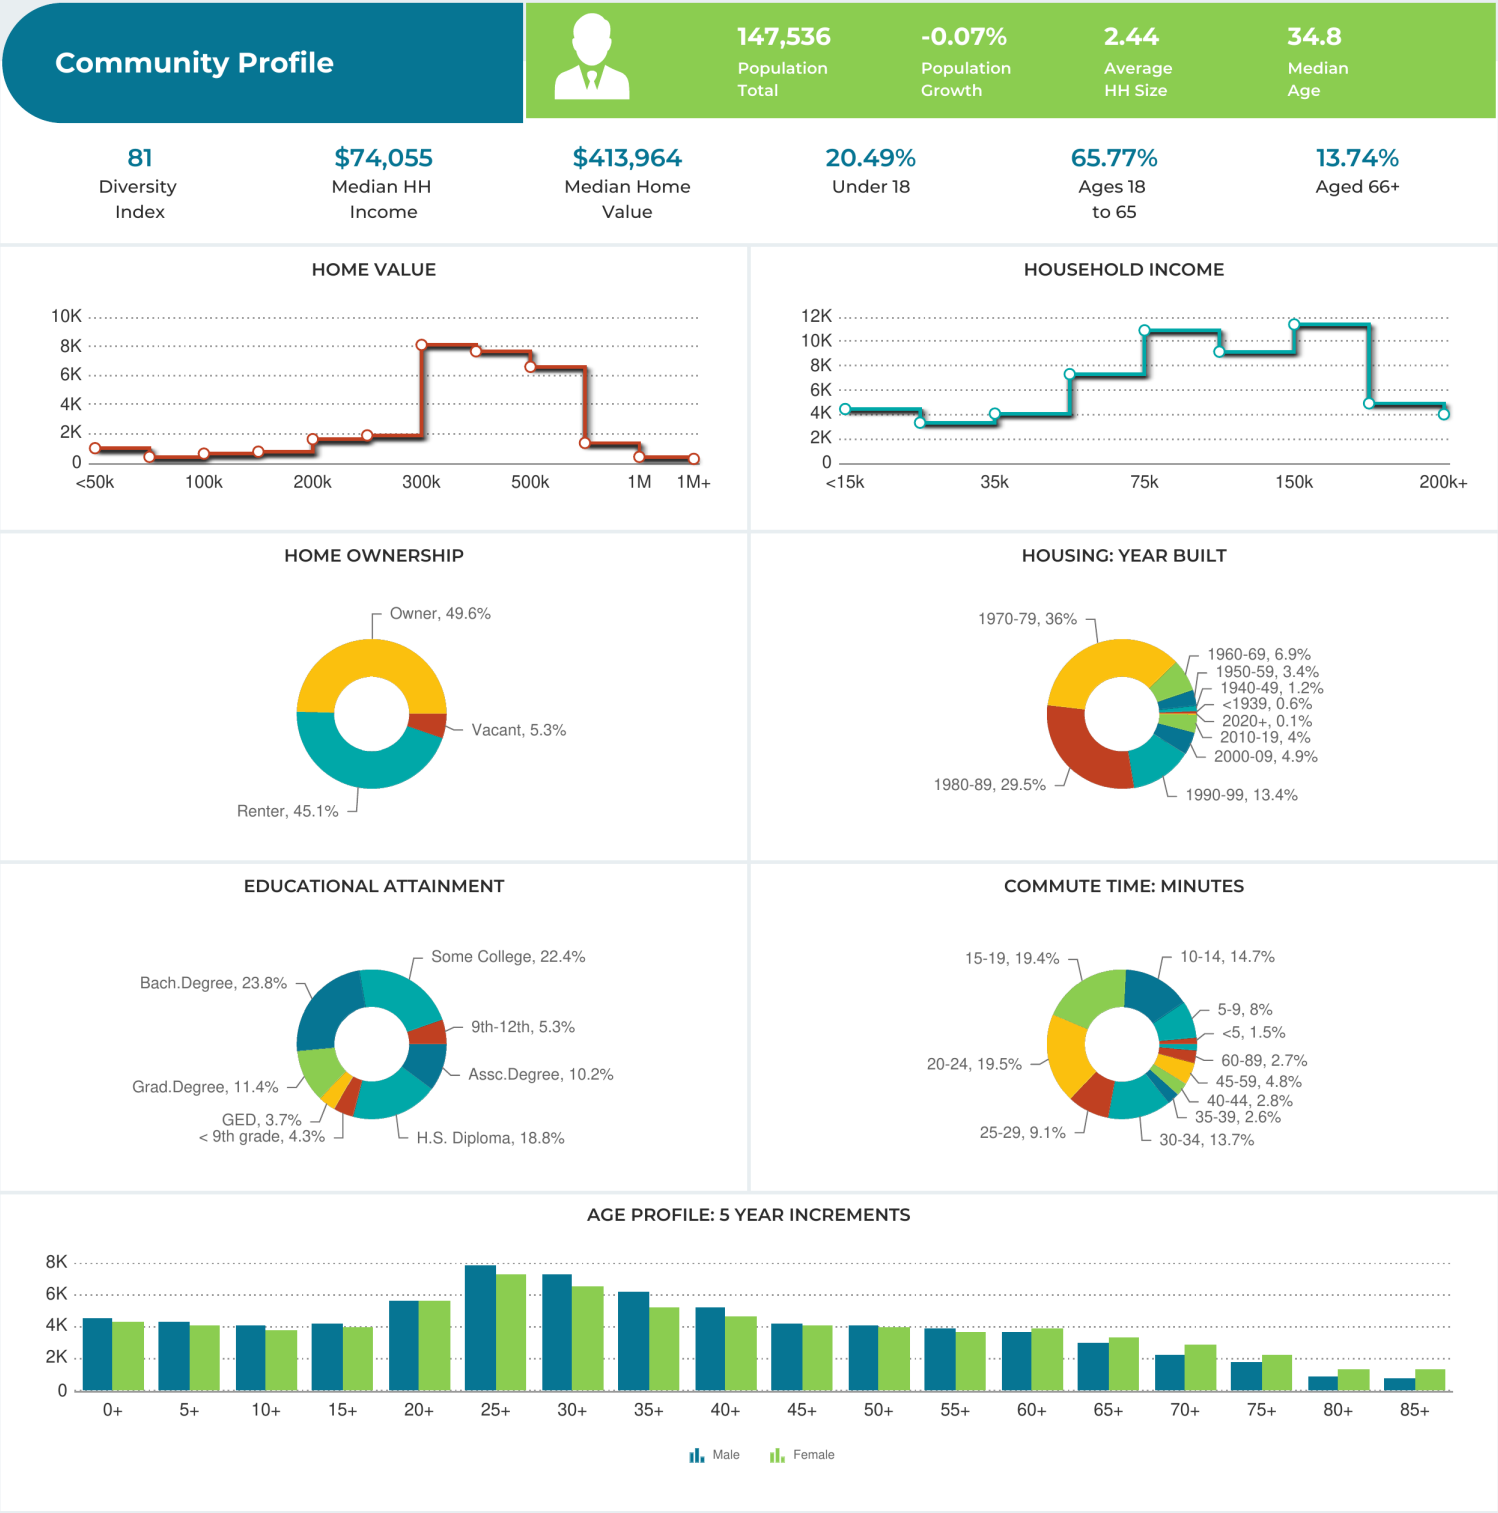 Community Profile
147,536
Population
Total
-0.07%
Population
Growth
2.44
Average
HH Size
34.8
Median
Age
81
Diversity
Index
$74,055
Median HH
Income
$413,964
Median Home
Value
20.49%
Under 18
65.77%
Ages 18
to 65
13.74%
Aged 66+
HOME VALUE
10K
8K
6K
4K
2K
0
<50k 100k 200k 300k 500k 1M 1M+
HOUSEHOLD INCOME
12K
10K
8K
6K
4K
2K
0
<15k 35k 75k 150k 200k+
HOME OWNERSHIP
Owner, 49.6%
Vacant, 5.3%
Renter, 45.1%
HOUSING: YEAR BUILT
1970-79, 36%
1960-69, 6.9%
1950-59, 3.4%
1940-49, 1.2%
<1939, 0.6%
2020+, 0.1%
2010-19, 4%
2000-09, 4.9%
1980-89, 29.5%
1990-99, 13.4%
EDUCATIONAL ATTAINMENT
Some College, 22.4%
Bach.Degree, 23.8%
9th-12th, 5.3%
Assc.Degree, 10.2%
Grad.Degree, 11.4%
GED, 3.7%
< 9th grade, 4.3%
H.S. Diploma, 18.8%
COMMUTE TIME: MINUTES
15-19, 19.4%
10-14, 14.7%
5-9, 8%
<5, 1.5%
60-89, 2.7%
20-24, 19.5%
45-59, 4.8%
40-44, 2.8%
35-39, 2.6%
25-29, 9.1%
30-34, 13.7%
AGE PROFILE: 5 YEAR INCREMENTS
8K
6K
4K
2K
0
0+ 5+ 10+ 15+ 20+ 25+ 30+ 35+ 40+ 45+ 50+ 55+ 60+ 65+ 70+ 75+ 80+ 85+
Male Female